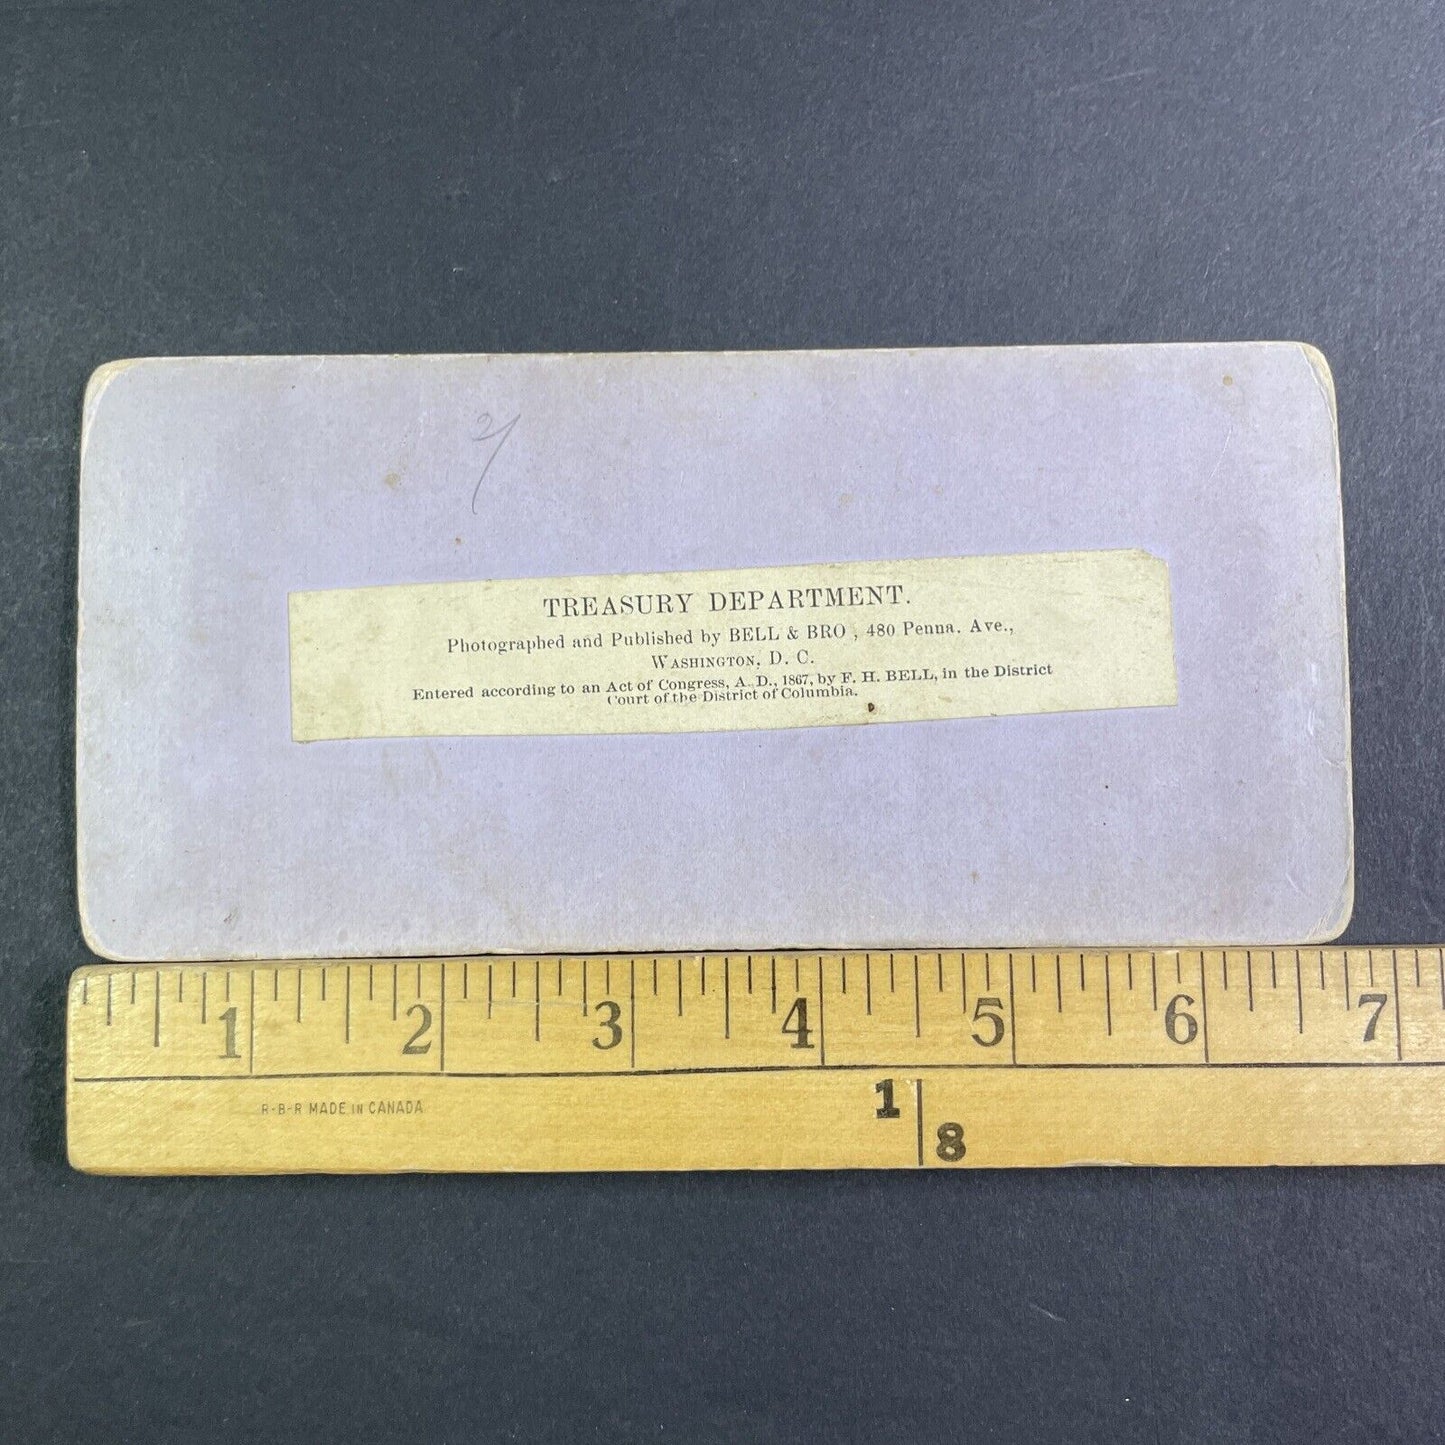 2/
TREASURY DEPARTMENT.
Photographed and Published by BELL & BRO , 480 Penna. Ave.,
WASHINGTON, D. C.
Entered according to an Act of Congress, A. D., 1867, by F. H. BELL, in the District
Court of the District of Columbia.
1 2 3 4 5 6 7
R-B-R MADE IN CANADA
1
8